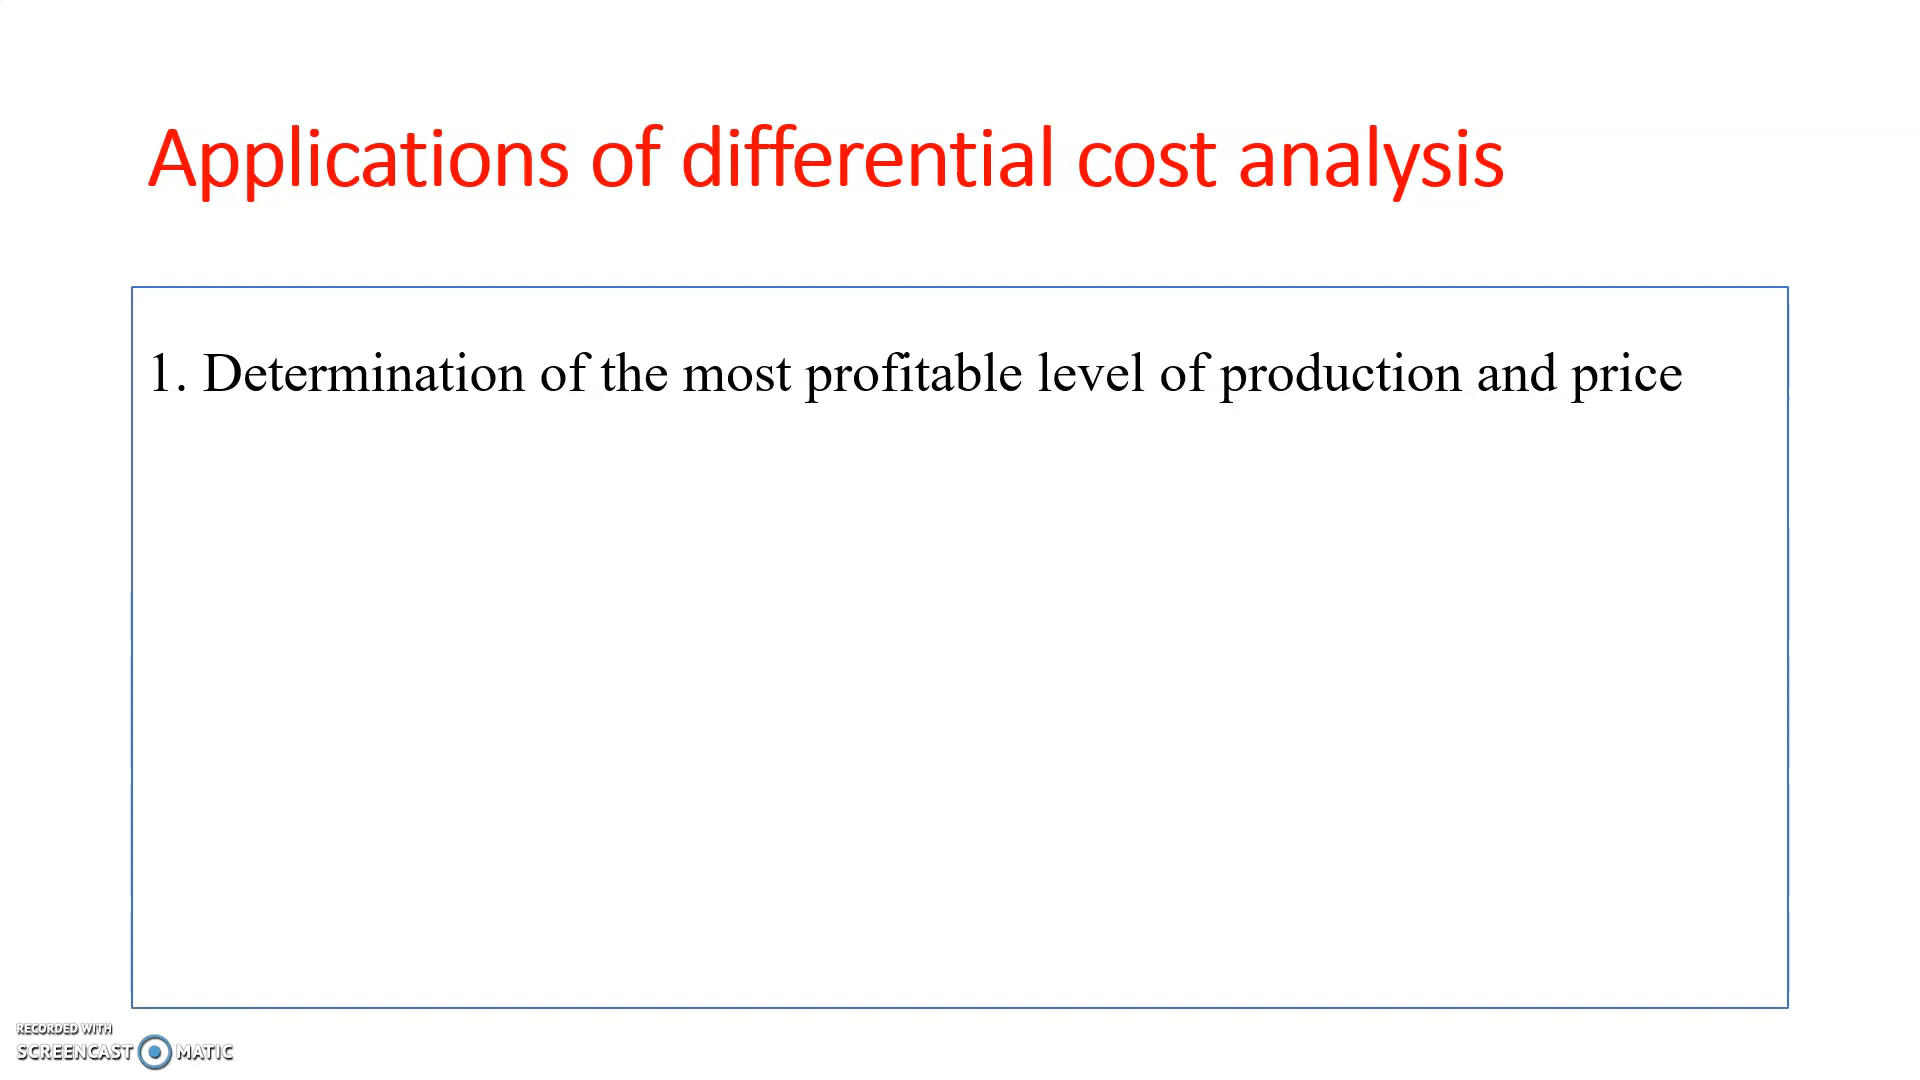 Applications of differential cost analysis
1. Determination of the most profitable level of production and price
RECORDED WITH
SCREENCAST MATIC